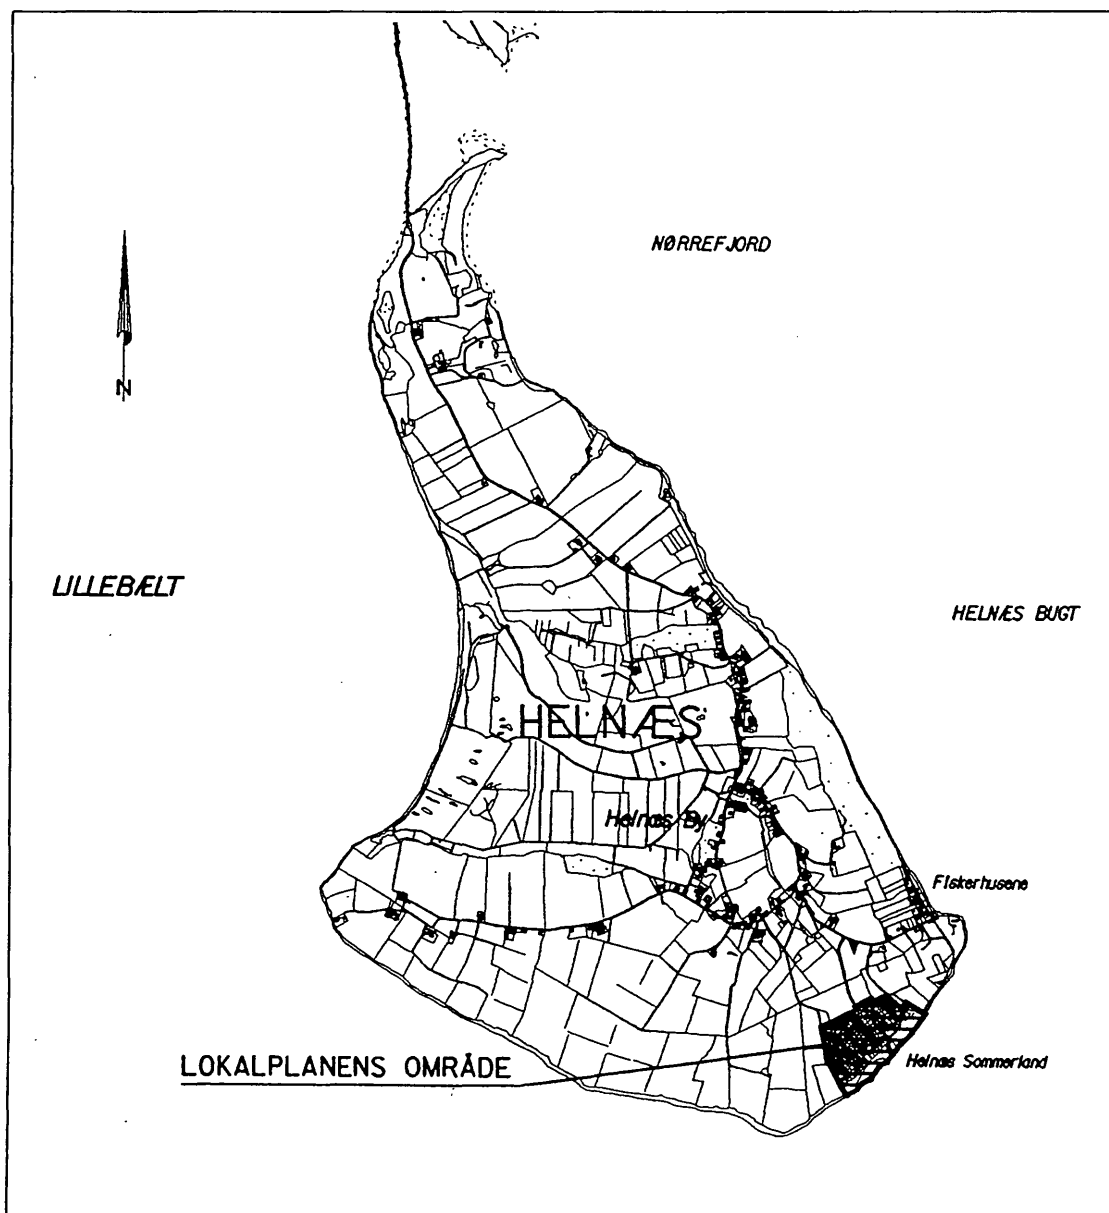 NØRREFJORD
N
LILLEBÆLT
HELNÆS BUGT
HELNÆS
Helnæs By
Fiskerhusene
LOKALPLANENS OMRÅDE
Helnæs Sommerland